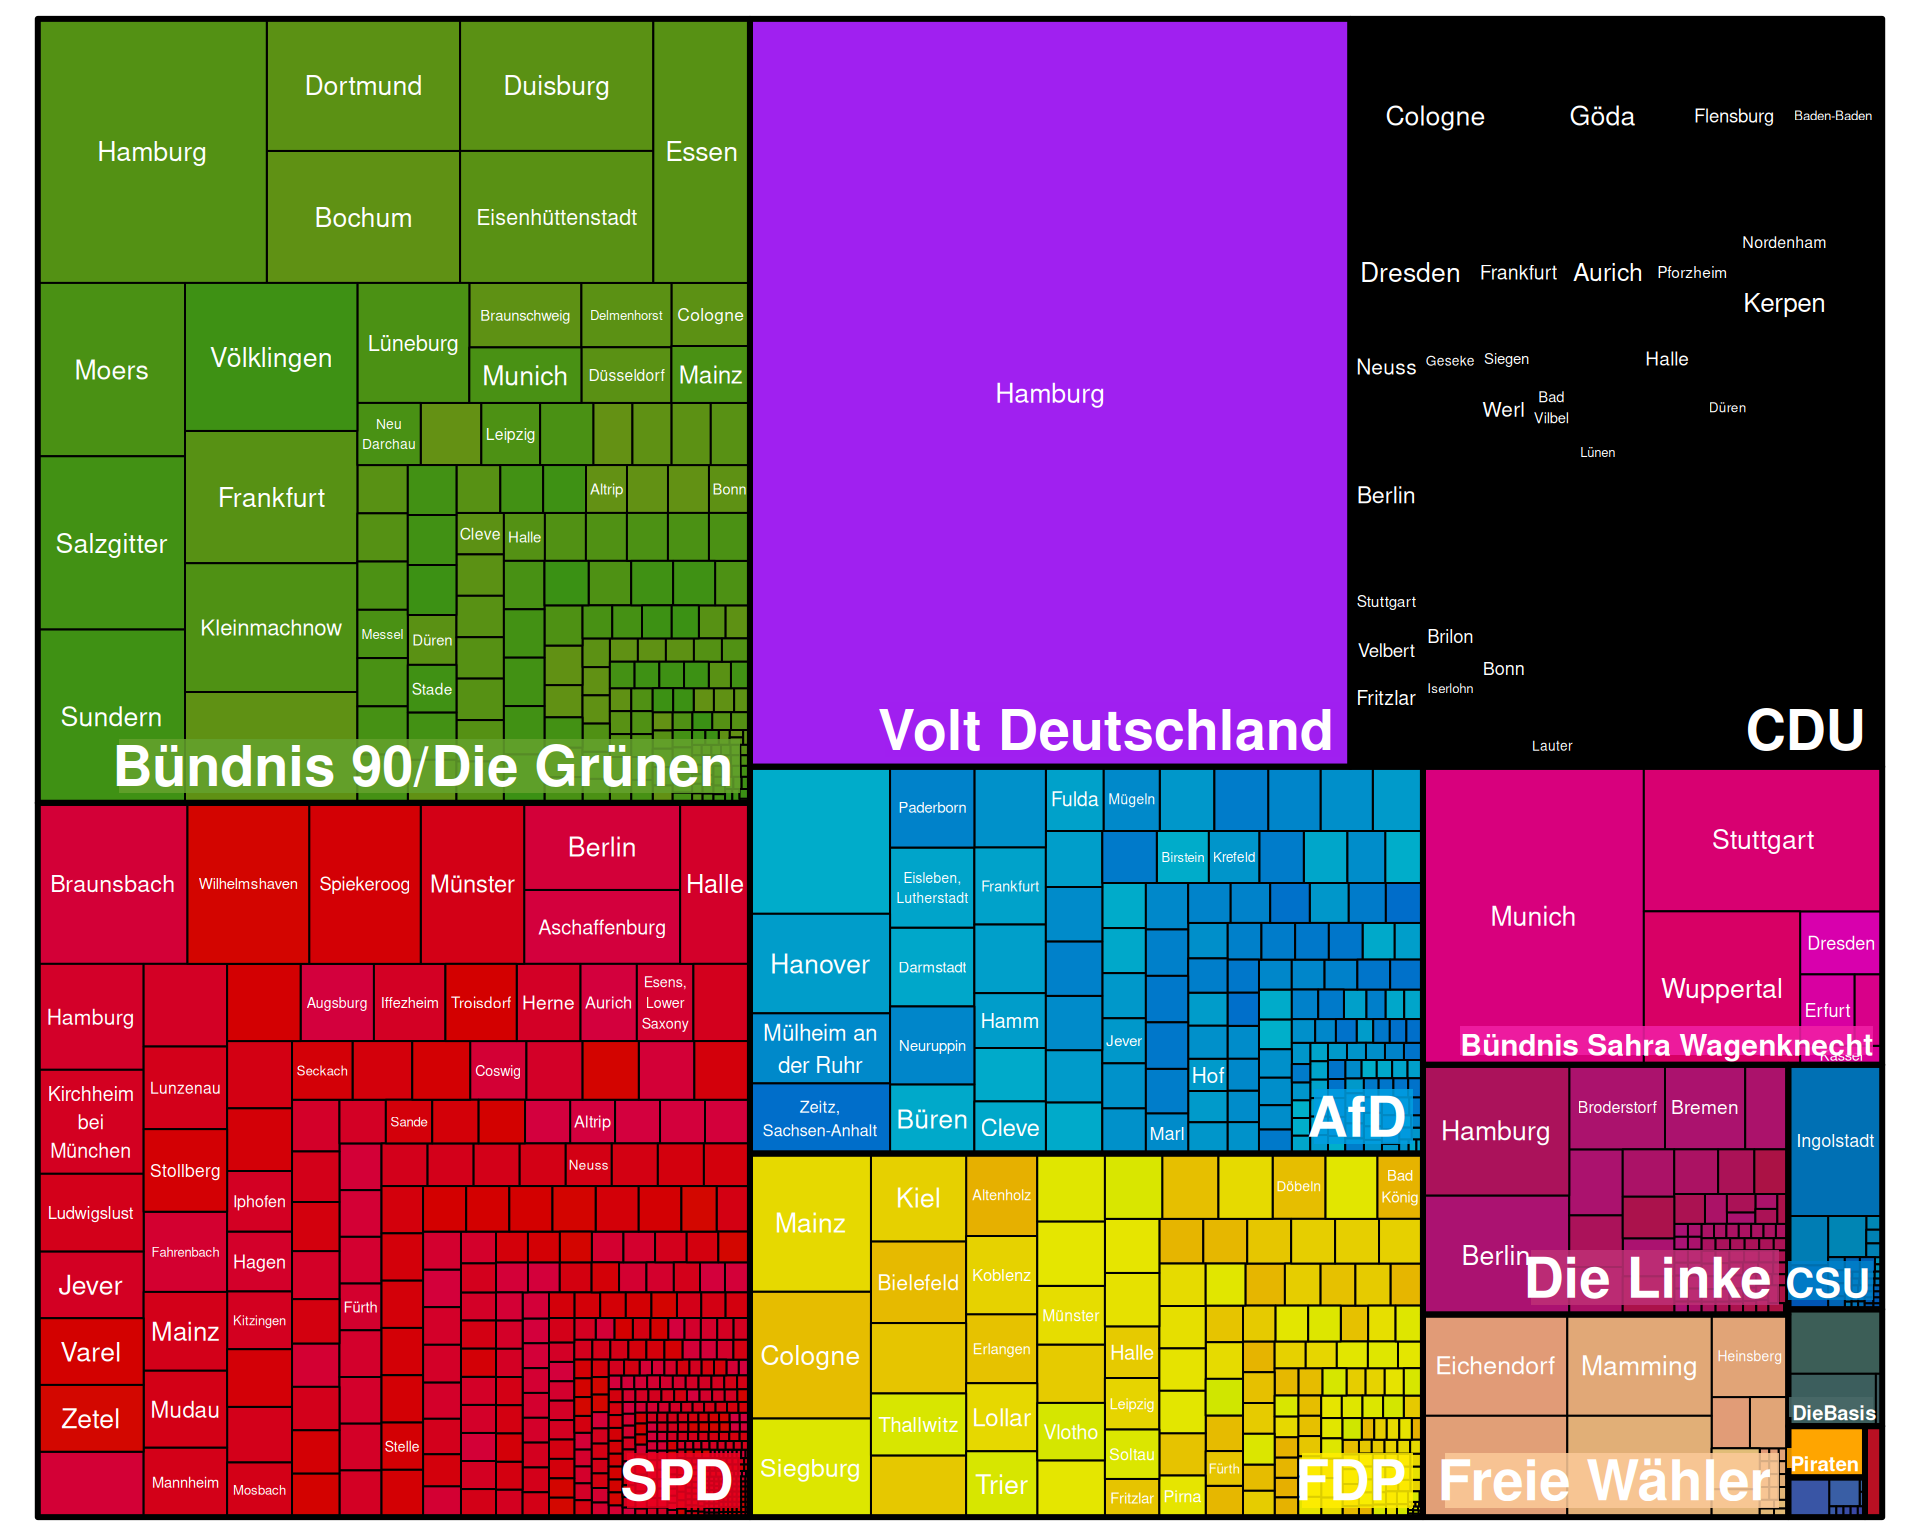 Hamburg
Dortmund
Duisburg
Essen
Bochum
Eisenhüttenstadt
Moers
Völklingen
Lüneburg
Braunschweig
Delmenhorst
Cologne
Munich
Düsseldorf
Mainz
Neu
Darchau
Leipzig
Salzgitter
Frankfurt
Altrip
Bonn
Cleve
Halle
Kleinmachnow
Messel
Düren
Stade
Sundern
Bündnis 90/Die Grünen
Hamburg
Volt Deutschland
Cologne
Göda
Flensburg
Baden-Baden
Nordenham
Dresden
Frankfurt
Aurich
Pforzheim
Kerpen
Neuss
Geseke
Siegen
Halle
Werl
Bad
Vilbel
Düren
Lünen
Berlin
Stuttgart
Velbert
Brilon
Bonn
Fritzlar
Iserlohn
Lauter
CDU
Braunsbach
Wilhelmshaven
Spiekeroog
Münster
Berlin
Halle
Aschaffenburg
Hamburg
Augsburg
Iffezheim
Troisdorf
Herne
Aurich
Esens,
Lower
Saxony
Kirchheim
bei
München
Lunzenau
Seckach
Coswig
Stollberg
Sande
Altrip
Neuss
Ludwigslust
Iphofen
Fahrenbach
Hagen
Jever
Mainz
Kitzingen
Fürth
Varel
Zetel
Mudau
Stelle
Mannheim
Mosbach
SPD
Paderborn
Fulda
Mügeln
Eisleben,
Lutherstadt
Frankfurt
Birstein
Krefeld
Hanover
Darmstadt
Mülheim an
der Ruhr
Neuruppin
Hamm
Jever
Hof
Zeitz,
Sachsen-Anhalt
Büren
Cleve
Marl
AfD
Mainz
Kiel
Altenholz
Döbeln
Bad
König
Bielefeld
Koblenz
Münster
Cologne
Erlangen
Halle
Thallwitz
Lollar
Leipzig
Vlotho
Siegburg
Trier
Soltau
Fürth
Fritzlar
Pirna
FDP
Munich
Stuttgart
Wuppertal
Dresden
Erfurt
Kassel
Bündnis Sahra Wagenknecht
Hamburg
Broderstorf
Bremen
Berlin
Die Linke
Ingolstadt
CSU
Eichendorf
Mamming
Heinsberg
Freie Wähler
DieBasis
Piraten